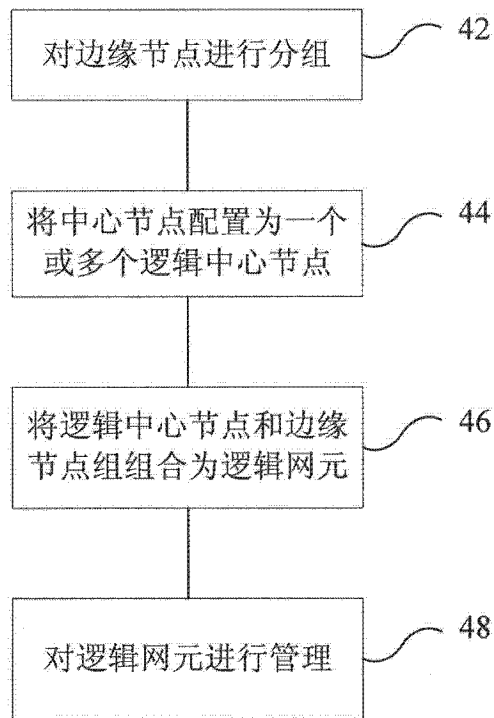 对边缘节点进行分组
42
将中心节点配置为一个
或多个逻辑中心节点
44
将逻辑中心节点和边缘
节点组组合为逻辑网元
46
对逻辑网元进行管理
48